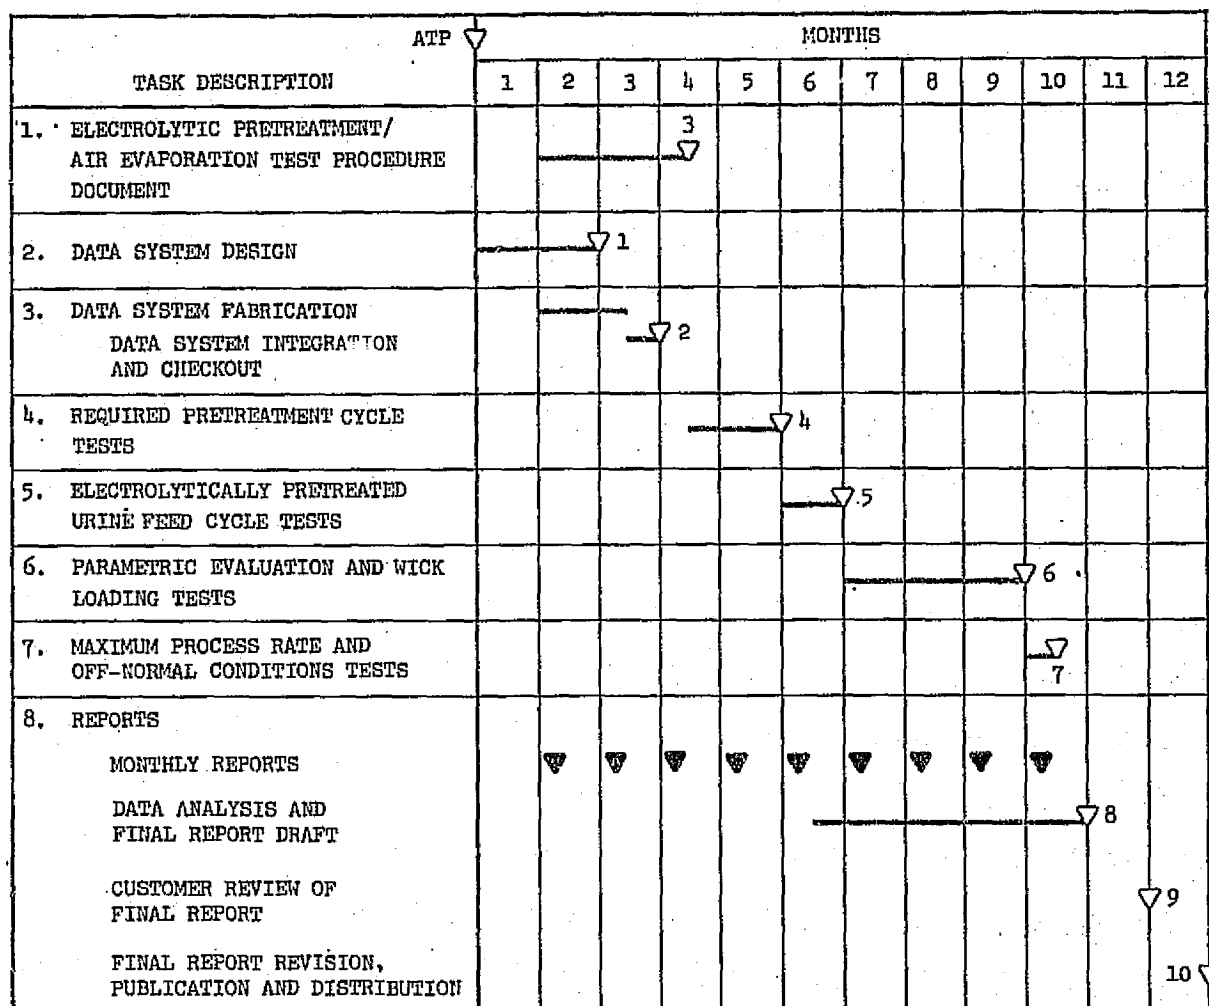 ATP MONTHS
TASK DESCRIPTION 1 2 3 4 5 6 7 8 9 10 11 12
1. ELECTROLYTIC PRETREATMENT/ 3
AIR EVAPORATION TEST PROCEDURE
DOCUMENT
2. DATA SYSTEM DESIGN 1
3. DATA SYSTEM FABRICATION
DATA SYSTEM INTEGRATION 2
AND CHECKOUT
4. REQUIRED PRETREATMENT CYCLE 4
TESTS
5. ELECTROLYTICALLY PRETREATED 5
URINE FEED CYCLE TESTS
6. PARAMETRIC EVALUATION AND WICK 6
LOADING TESTS
7. MAXIMUM PROCESS RATE AND
OFF-NORMAL CONDITIONS TESTS 7
8. REPORTS
MONTHLY REPORTS
DATA ANALYSIS AND 8
FINAL REPORT DRAFT
CUSTOMER REVIEW OF 9
FINAL REPORT
FINAL REPORT REVISION, 10
PUBLICATION AND DISTRIBUTION